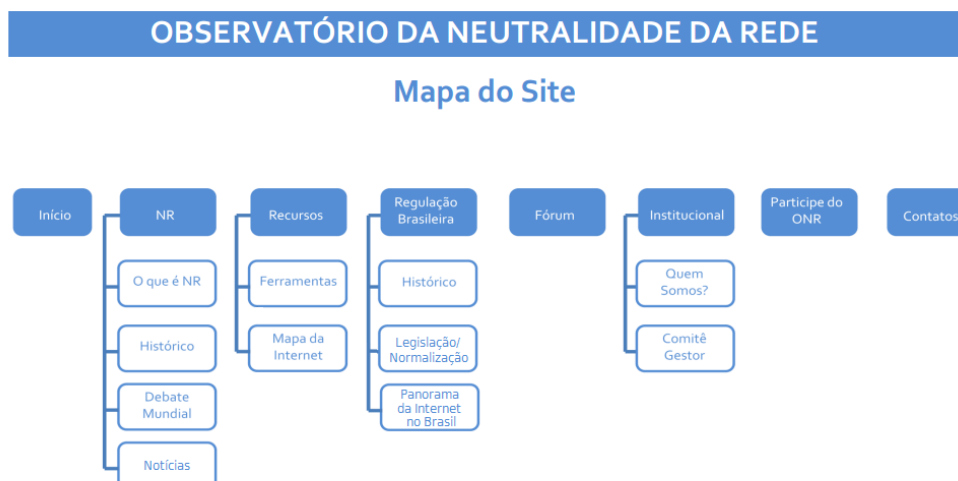 OBSERVATÓRIO DA NEUTRALIDADE DA REDE
Mapa do Site
Início
NR
Recursos
Regulação
Brasileira
Fórum
Institucional
Participe do
ONR
Contatos
O que é NR
Histórico
Debate
Mundial
Notícias
Ferramentas
Mapa da
Internet
Histórico
Legislação/
Normalização
Panorama
da Internet
no Brasil
Quem
Somos?
Comitê
Gestor